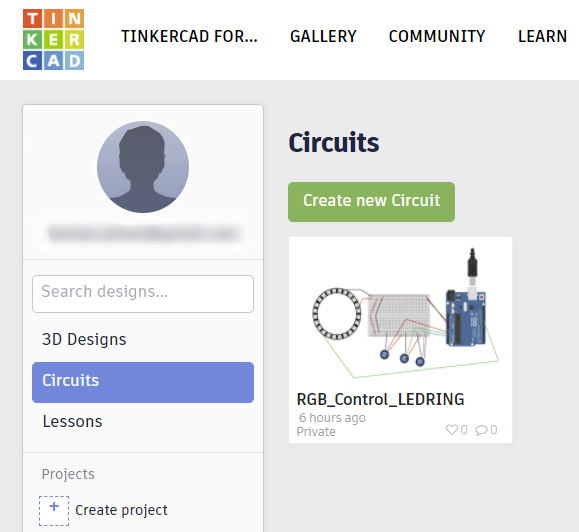 TIN
KER
CAD
TINKERCAD FOR...
GALLERY
COMMUNITY
LEARN
Search designs...
3D Designs
Circuits
Lessons
Projects
+ Create project
Circuits
Create new Circuit
RGB_Control_LEDRING
6 hours ago
Private
0
0